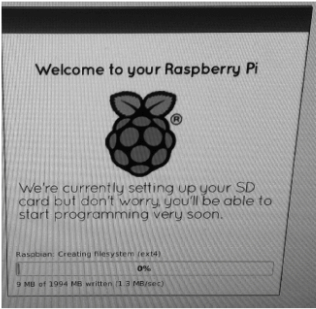 Welcome to your Raspberry Pi
®
We're currently setting up your SD
card but don't worry, you'll be able to
start programming very soon.
Raspbian: Creating filesystem (ext4)
0%
9 MB of 1994 MB written (1.3 MB/sec)